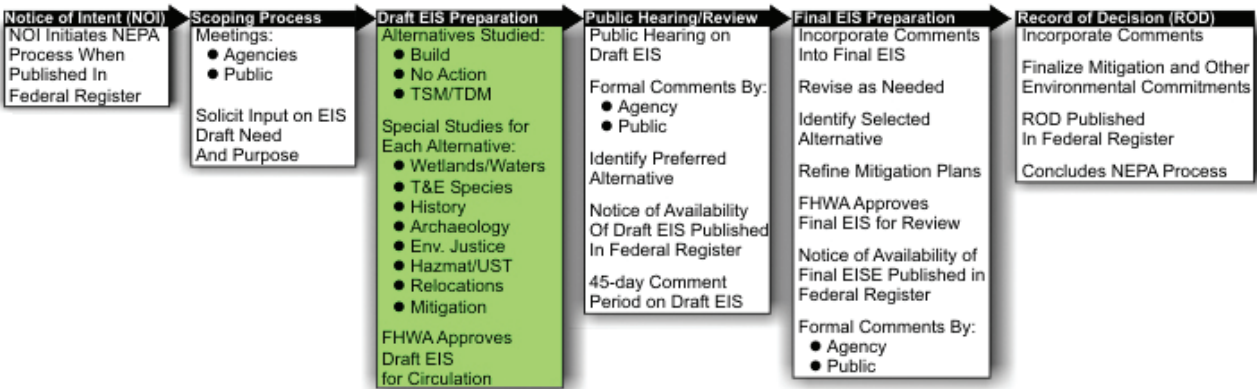 Notice of Intent (NOI)
NOI Initiates NEPA
Process When
Published In
Federal Register
Scoping Process
Meetings:
● Agencies
● Public
Solicit Input on EIS
Draft Need
And Purpose
Draft EIS Preparation
Alternatives Studied:
● Build
● No Action
● TSM/TDM
Special Studies for
Each Alternative:
● Wetlands/Waters
● T&E Species
● History
● Archaeology
● Env. Justice
● Hazmat/UST
● Relocations
● Mitigation
FHWA Approves
Draft EIS
for Circulation
Public Hearing/Review
Public Hearing on
Draft EIS
Formal Comments By:
● Agency
● Public
Identify Preferred
Alternative
Notice of Availability
Of Draft EIS Published
In Federal Register
45-day Comment
Period on Draft EIS
Final EIS Preparation
Incorporate Comments
Into Final EIS
Revise as Needed
Identify Selected
Alternative
Refine Mitigation Plans
FHWA Approves
Final EIS for Review
Notice of Availability of
Final EISE Published in
Federal Register
Formal Comments By:
● Agency
● Public
Record of Decision (ROD)
Incorporate Comments
Finalize Mitigation and Other
Environmental Commitments
ROD Published
In Federal Register
Concludes NEPA Process